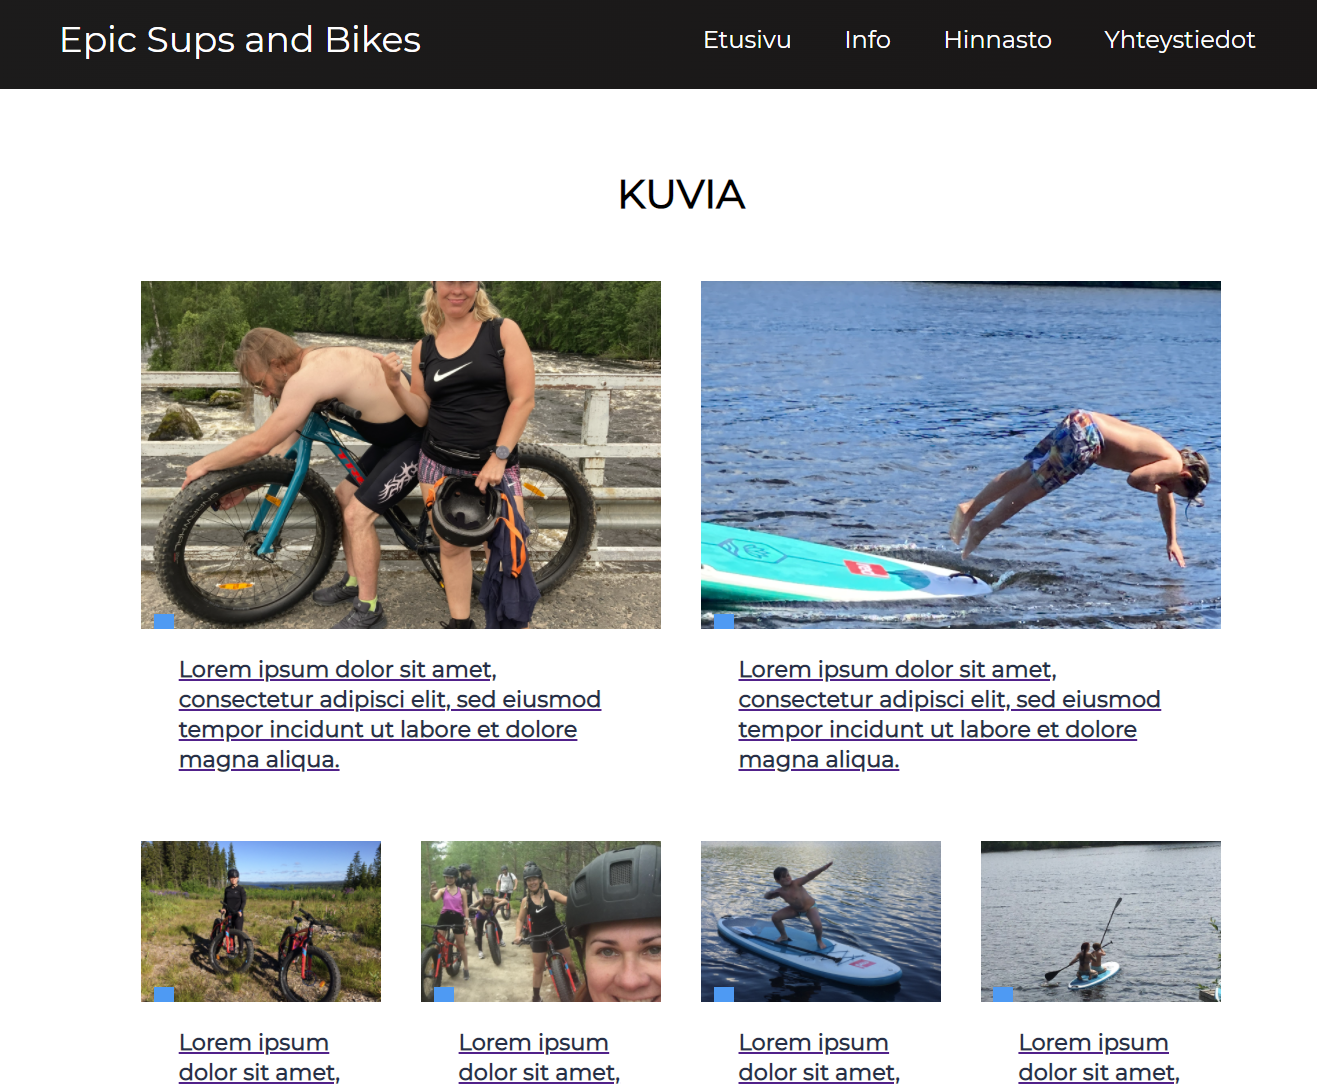 Epic Sups and Bikes
Etusivu Info Hinnasto Yhteystiedot
KUVIA
Lorem ipsum dolor sit amet,
consectetur adipisci elit, sed eiusmod
tempor incidunt ut labore et dolore
magna aliqua.
Lorem ipsum dolor sit amet,
consectetur adipisci elit, sed eiusmod
tempor incidunt ut labore et dolore
magna aliqua.
Lorem ipsum
dolor sit amet,
Lorem ipsum
dolor sit amet,
Lorem ipsum
dolor sit amet,
Lorem ipsum
dolor sit amet,